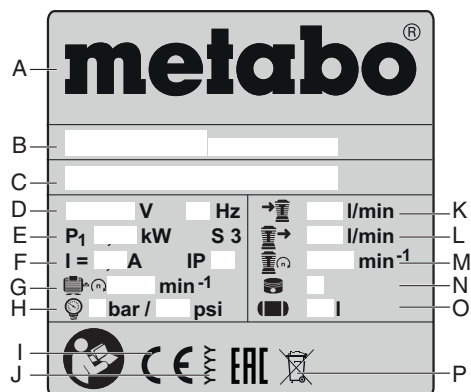 metabo®
A
B
C
D V Hz l/min K
E P1 , kW S 3 l/min L
F I = , A IP min-1 M
G n min-1 N
H bar / psi l O
I CE EAC
J P